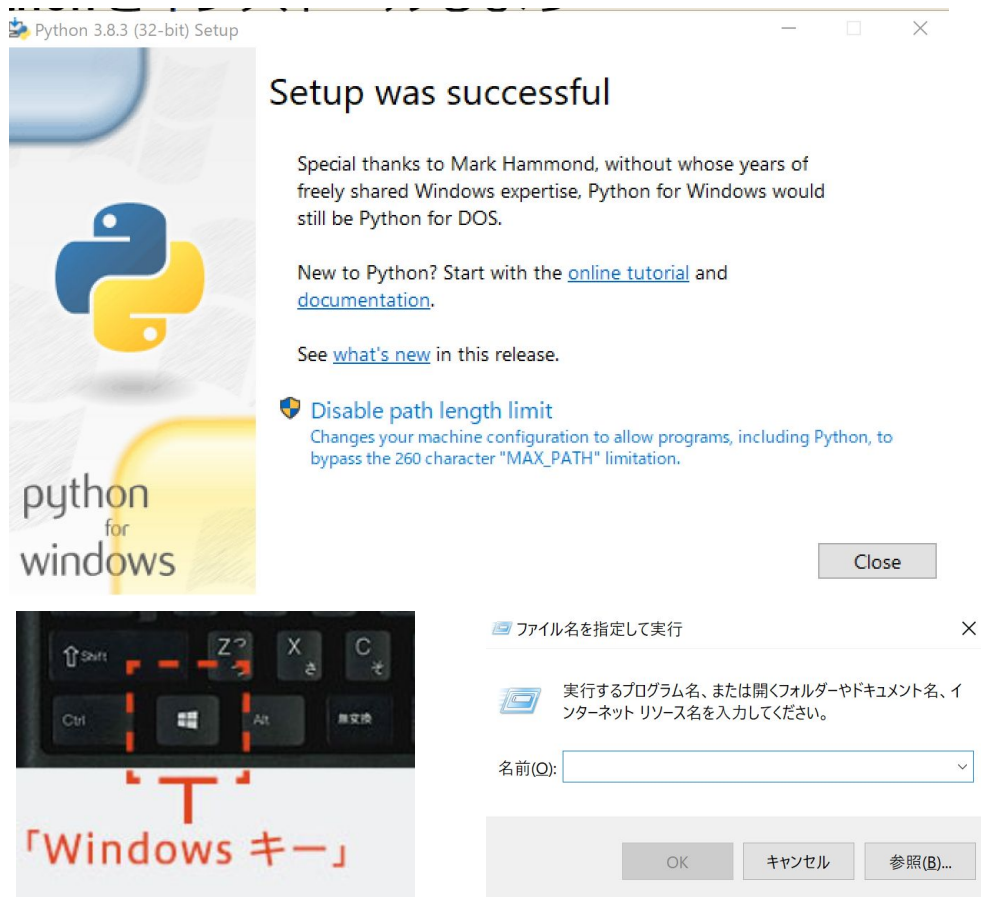 Python 3.8.3 (32-bit) Setup
Setup was successful
Special thanks to Mark Hammond, without whose years of
freely shared Windows expertise, Python for Windows would
still be Python for DOS.
New to Python? Start with the online tutorial and
documentation.
See what's new in this release.
Disable path length limit
Changes your machine configuration to allow programs, including Python, to
bypass the 260 character "MAX_PATH" limitation.
python
for
windows
Close
Shift
Z っ
X さ
C そ
Ctrl
Alt
無変換
「Windows キー」
ファイル名を指定して実行
実行するプログラム名、または開くフォルダーやドキュメント名、イ
ンターネット リソース名を入力してください。
名前(O):
OK
キャンセル
参照(B)...